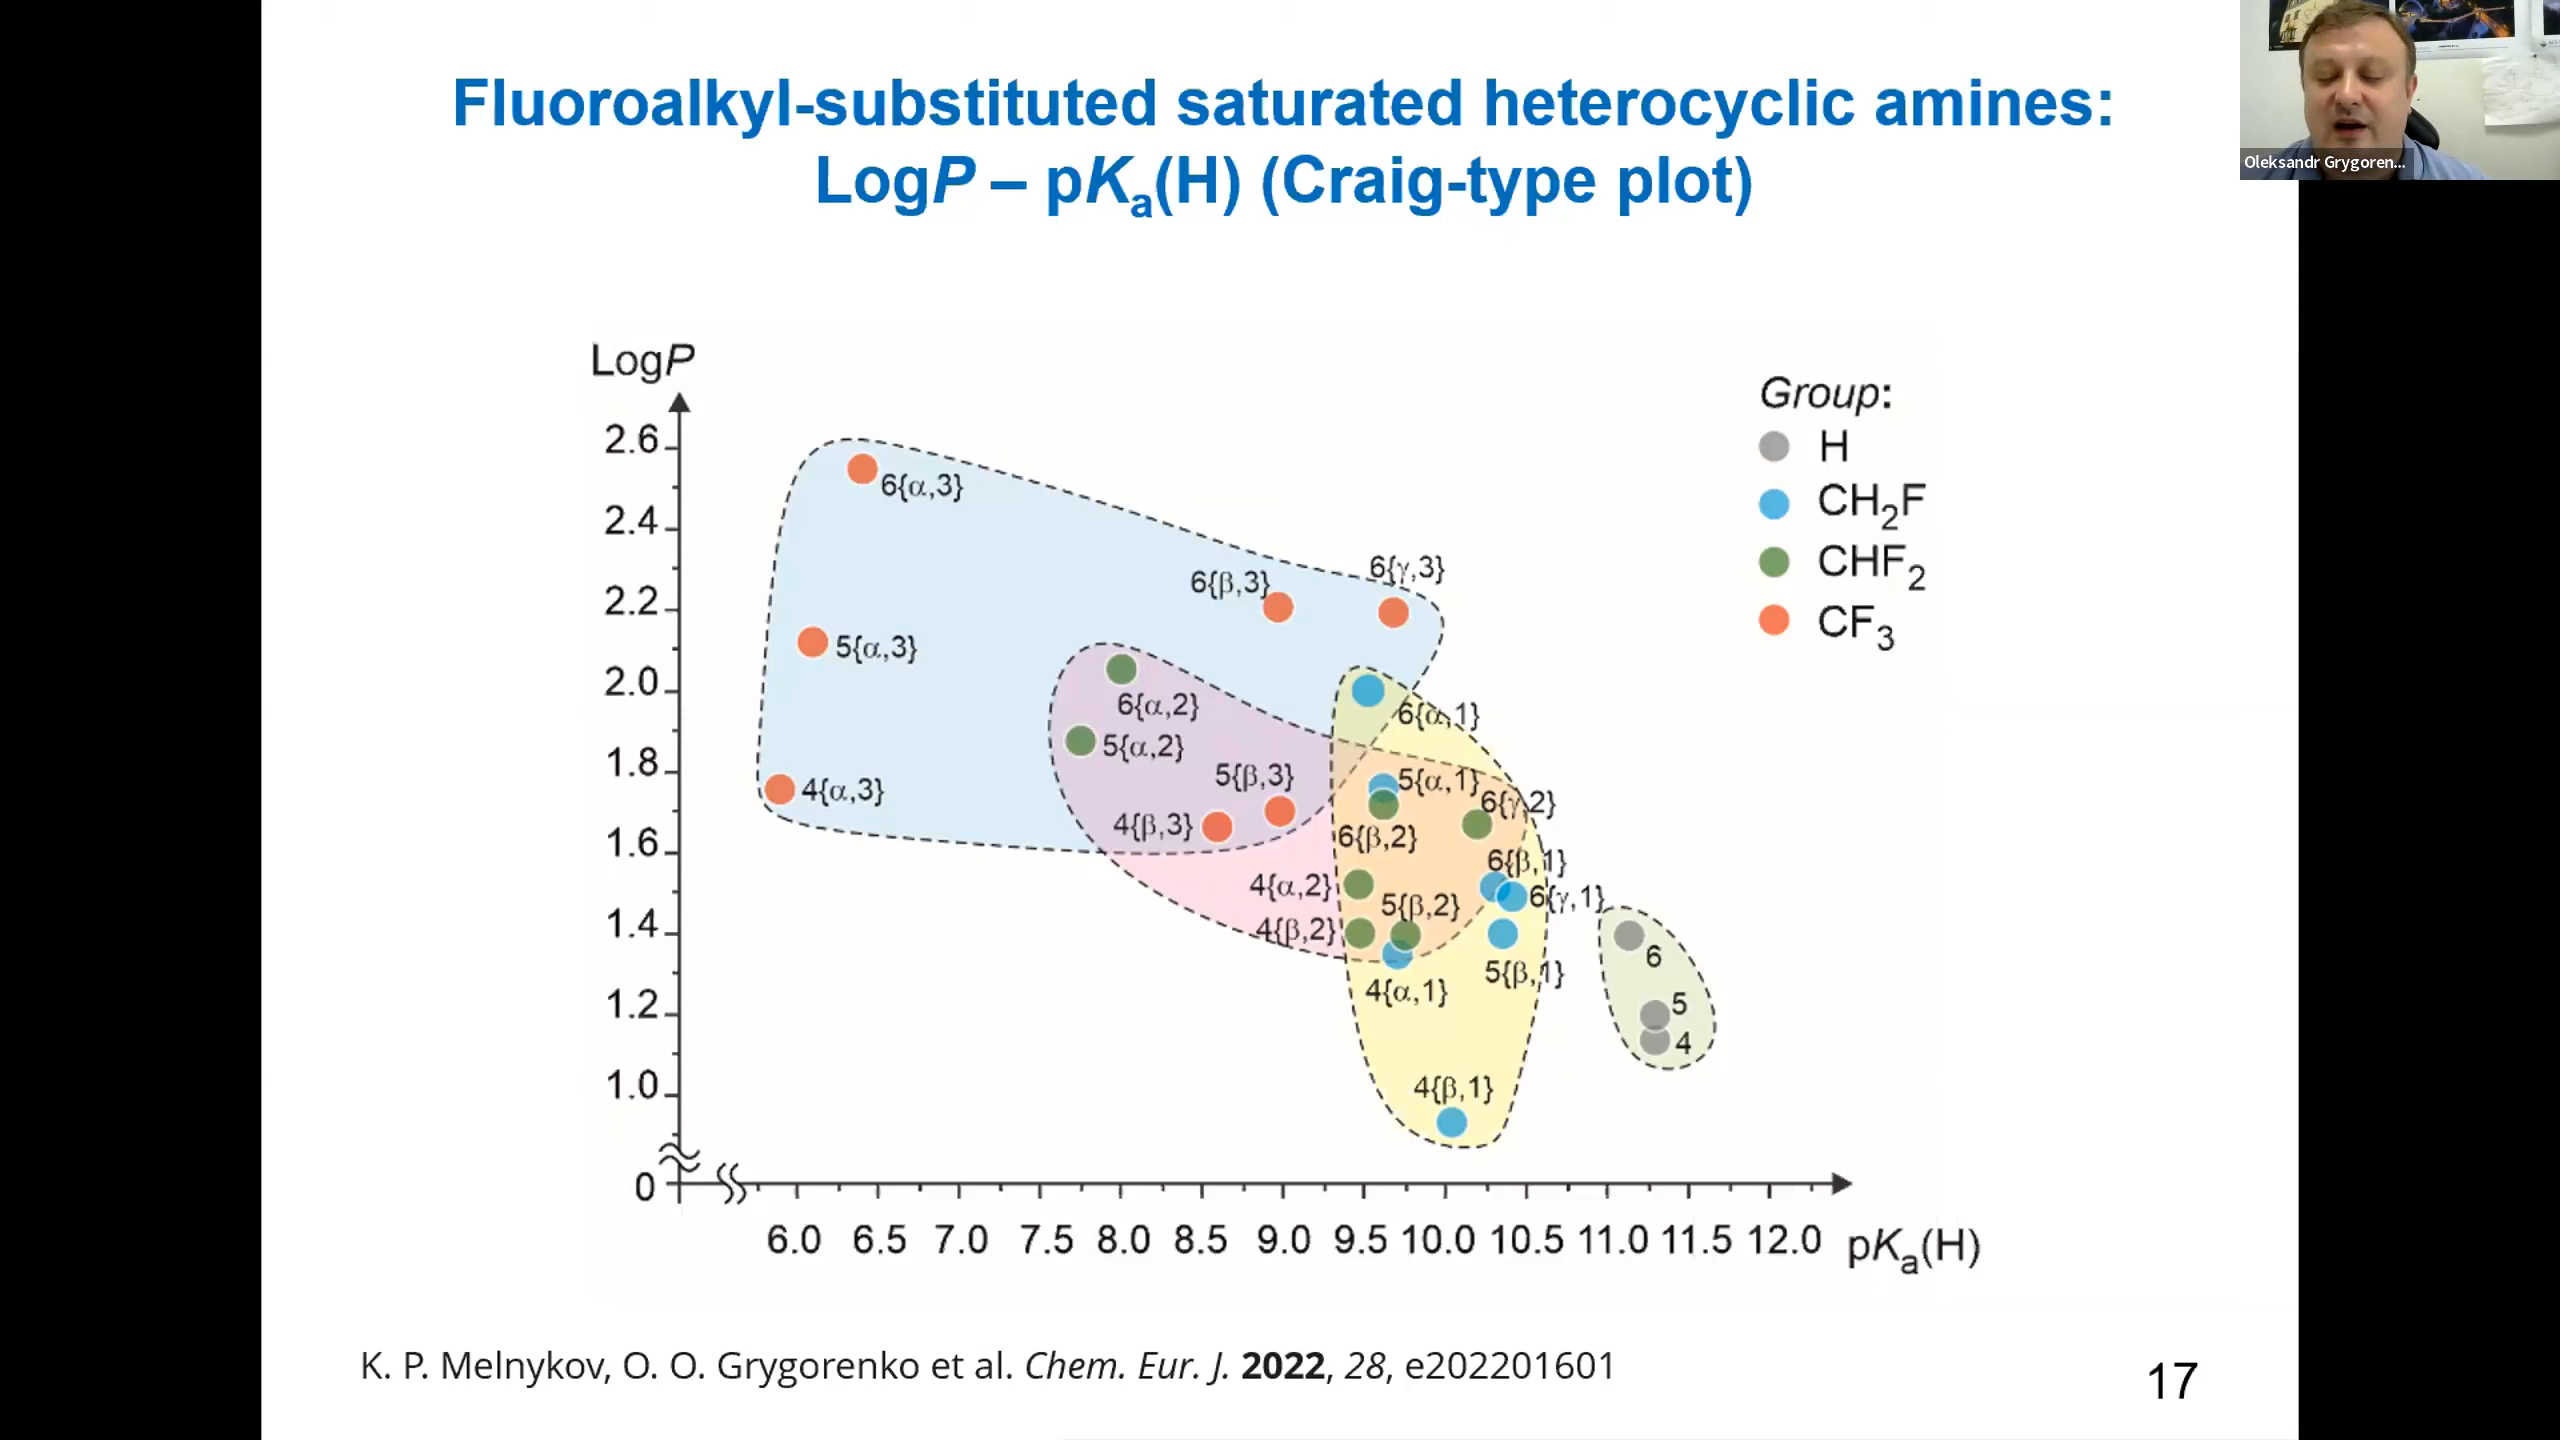 Fluoroalkyl-substituted saturated heterocyclic amines:
LogP – pKa(H) (Craig-type plot)
Oleksandr Grygoren...
LogP
2.6
2.4
2.2
2.0
1.8
1.6
1.4
1.2
1.0
0
6.0 6.5 7.0 7.5 8.0 8.5 9.0 9.5 10.0 10.5 11.0 11.5 12.0
pKa(H)
6{α,3}
6{γ,3}
6{β,3}
5{α,3}
6{α,2}
6{α,1}
5{α,2}
5{β,3}
5{α,1}
4{α,3}
6{γ,2}
4{β,3}
6{β,2}
6{β,1}
4{α,2}
6{γ,1}
5{β,2}
4{β,2}
6
5{β,1}
4{α,1}
5
4
4{β,1}
Group:
H
CH₂F
CHF₂
CF₃
K. P. Melnykov, O. O. Grygorenko et al. Chem. Eur. J. 2022, 28, e202201601
17